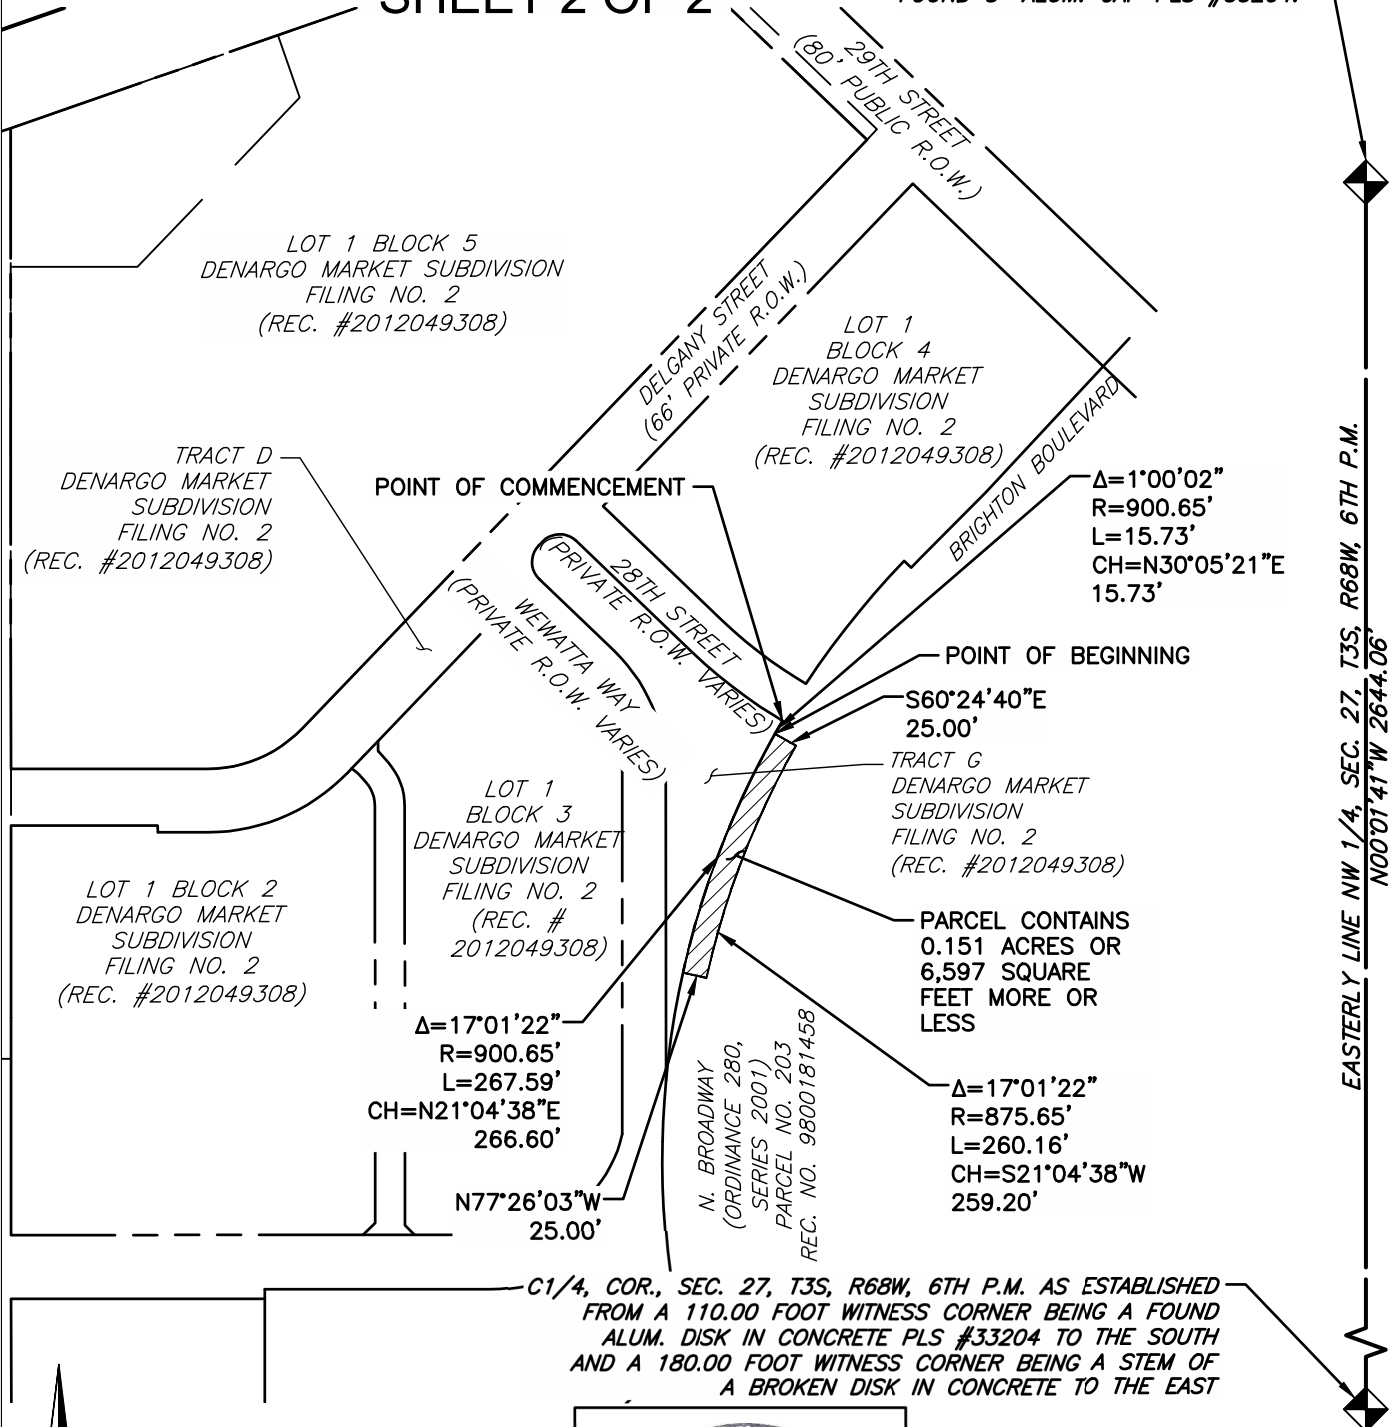 SHEET 2 OF 2
29TH STREET
(80' PUBLIC R.O.W.)
LOT 1 BLOCK 5
DENARGO MARKET SUBDIVISION
FILING NO. 2
(REC. #2012049308)
DELGANY STREET
(66' PRIVATE R.O.W.)
LOT 1
BLOCK 4
DENARGO MARKET
SUBDIVISION
FILING NO. 2
(REC. #2012049308)
BRIGHTON BOULEVARD
TRACT D
DENARGO MARKET
SUBDIVISION
FILING NO. 2
(REC. #2012049308)
POINT OF COMMENCEMENT
Δ=1°00'02"
R=900.65'
L=15.73'
CH=N30°05'21"E
15.73'
28TH STREET
(PRIVATE R.O.W. VARIES)
WEWATTA WAY
(PRIVATE R.O.W. VARIES)
POINT OF BEGINNING
S60°24'40"E
25.00'
TRACT G
DENARGO MARKET
SUBDIVISION
FILING NO. 2
(REC. #2012049308)
LOT 1
BLOCK 3
DENARGO MARKET
SUBDIVISION
FILING NO. 2
(REC. #
2012049308)
LOT 1 BLOCK 2
DENARGO MARKET
SUBDIVISION
FILING NO. 2
(REC. #2012049308)
PARCEL CONTAINS
0.151 ACRES OR
6,597 SQUARE
FEET MORE OR
LESS
Δ=17°01'22"
R=900.65'
L=267.59'
CH=N21°04'38"E
266.60'
Δ=17°01'22"
R=875.65'
L=260.16'
CH=S21°04'38"W
259.20'
N77°26'03"W
25.00'
N. BROADWAY
(ORDINANCE 280,
SERIES 2001)
PARCEL NO. 203
REC. NO. 9800181458
EASTERLY LINE NW 1/4, SEC. 27, T3S, R68W, 6TH P.M.
N00°01'41"W 2644.06'
C1/4, COR., SEC. 27, T3S, R68W, 6TH P.M. AS ESTABLISHED
FROM A 110.00 FOOT WITNESS CORNER BEING A FOUND
ALUM. DISK IN CONCRETE PLS #33204 TO THE SOUTH
AND A 180.00 FOOT WITNESS CORNER BEING A STEM OF
A BROKEN DISK IN CONCRETE TO THE EAST